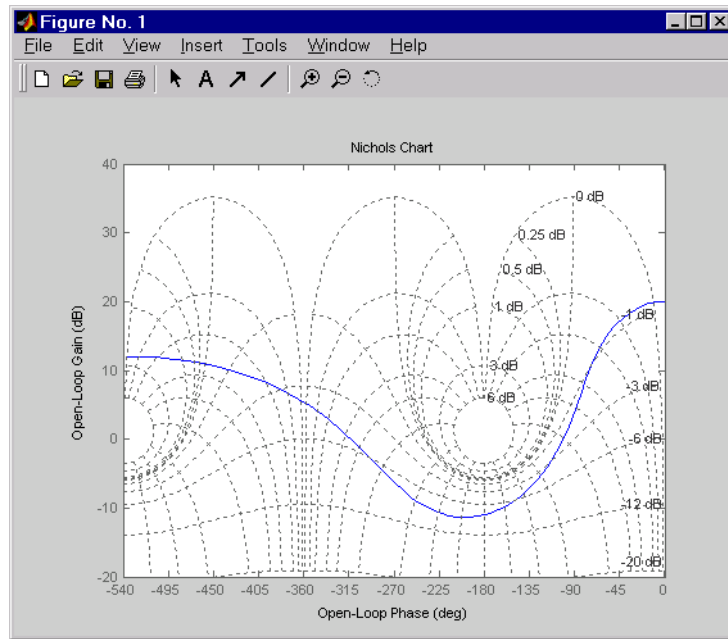 Figure No. 1
File Edit View Insert Tools Window Help
Nichols Chart
40
30
20
10
0
-10
-20
Open-Loop Gain (dB)
0 dB
0.25 dB
0.5 dB
1 dB
3 dB
6 dB
-1 dB
-3 dB
-6 dB
-12 dB
-20 dB
-540 -495 -450 -405 -360 -315 -270 -225 -180 -135 -90 -45 0
Open-Loop Phase (deg)